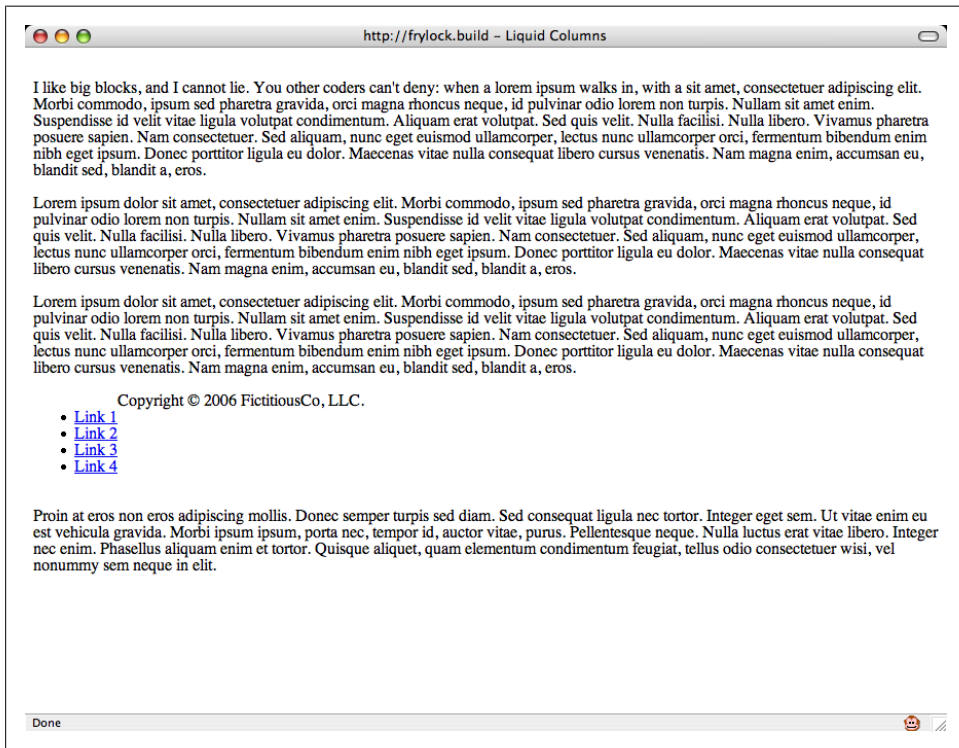 http://frylock.build – Liquid Columns
I like big blocks, and I cannot lie. You other coders can't deny: when a lorem ipsum walks in, with a sit amet, consectetuer adipiscing elit.
Morbi commodo, ipsum sed pharetra gravida, orci magna rhoncus neque, id pulvinar odio lorem non turpis. Nullam sit amet enim.
Suspendisse id velit vitae ligula volutpat condimentum. Aliquam erat volutpat. Sed quis velit. Nulla facilisi. Nulla libero. Vivamus pharetra
posuere sapien. Nam consectetuer. Sed aliquam, nunc eget euismod ullamcorper, lectus nunc ullamcorper orci, fermentum bibendum enim
nibh eget ipsum. Donec porttitor ligula eu dolor. Maecenas vitae nulla consequat libero cursus venenatis. Nam magna enim, accumsan eu,
blandit sed, blandit a, eros.
Lorem ipsum dolor sit amet, consectetuer adipiscing elit. Morbi commodo, ipsum sed pharetra gravida, orci magna rhoncus neque, id
pulvinar odio lorem non turpis. Nullam sit amet enim. Suspendisse id velit vitae ligula volutpat condimentum. Aliquam erat volutpat. Sed
quis velit. Nulla facilisi. Nulla libero. Vivamus pharetra posuere sapien. Nam consectetuer. Sed aliquam, nunc eget euismod ullamcorper,
lectus nunc ullamcorper orci, fermentum bibendum enim nibh eget ipsum. Donec porttitor ligula eu dolor. Maecenas vitae nulla consequat
libero cursus venenatis. Nam magna enim, accumsan eu, blandit sed, blandit a, eros.
Lorem ipsum dolor sit amet, consectetuer adipiscing elit. Morbi commodo, ipsum sed pharetra gravida, orci magna rhoncus neque, id
pulvinar odio lorem non turpis. Nullam sit amet enim. Suspendisse id velit vitae ligula volutpat condimentum. Aliquam erat volutpat. Sed
quis velit. Nulla facilisi. Nulla libero. Vivamus pharetra posuere sapien. Nam consectetuer. Sed aliquam, nunc eget euismod ullamcorper,
lectus nunc ullamcorper orci, fermentum bibendum enim nibh eget ipsum. Donec porttitor ligula eu dolor. Maecenas vitae nulla consequat
libero cursus venenatis. Nam magna enim, accumsan eu, blandit sed, blandit a, eros.
Copyright © 2006 FictitiousCo, LLC.
• Link 1
• Link 2
• Link 3
• Link 4
Proin at eros non eros adipiscing mollis. Donec semper turpis sed diam. Sed consequat ligula nec tortor. Integer eget sem. Ut vitae enim eu
est vehicula gravida. Morbi ipsum ipsum, porta nec, tempor id, auctor vitae, purus. Pellentesque neque. Nulla luctus erat vitae libero. Integer
nec enim. Phasellus aliquam enim et tortor. Quisque aliquet, quam elementum condimentum feugiat, tellus odio consectetuer wisi, vel
nonummy sem neque in elit.
Done